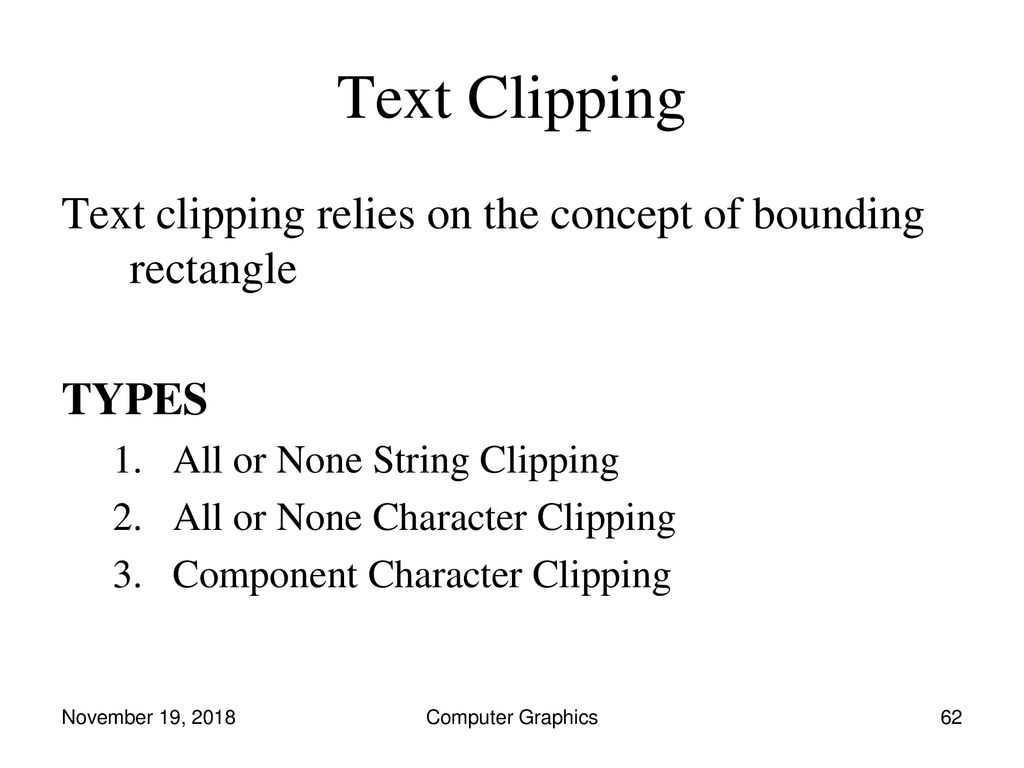 Text Clipping
Text clipping relies on the concept of bounding
rectangle
TYPES
1. All or None String Clipping
2. All or None Character Clipping
3. Component Character Clipping
November 19, 2018 Computer Graphics 62